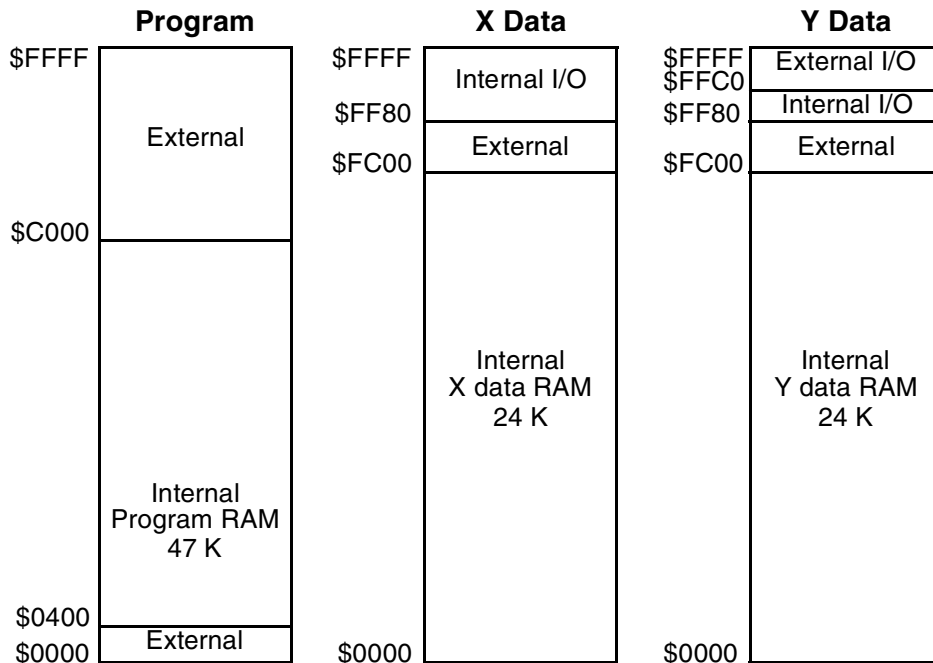 Program
$FFFF
External
$C000
Internal
Program RAM
47 K
$0400
External
$0000
X Data
$FFFF
Internal I/O
$FF80
External
$FC00
Internal
X data RAM
24 K
$0000
Y Data
$FFFF
External I/O
$FFC0
Internal I/O
$FF80
External
$FC00
Internal
Y data RAM
24 K
$0000